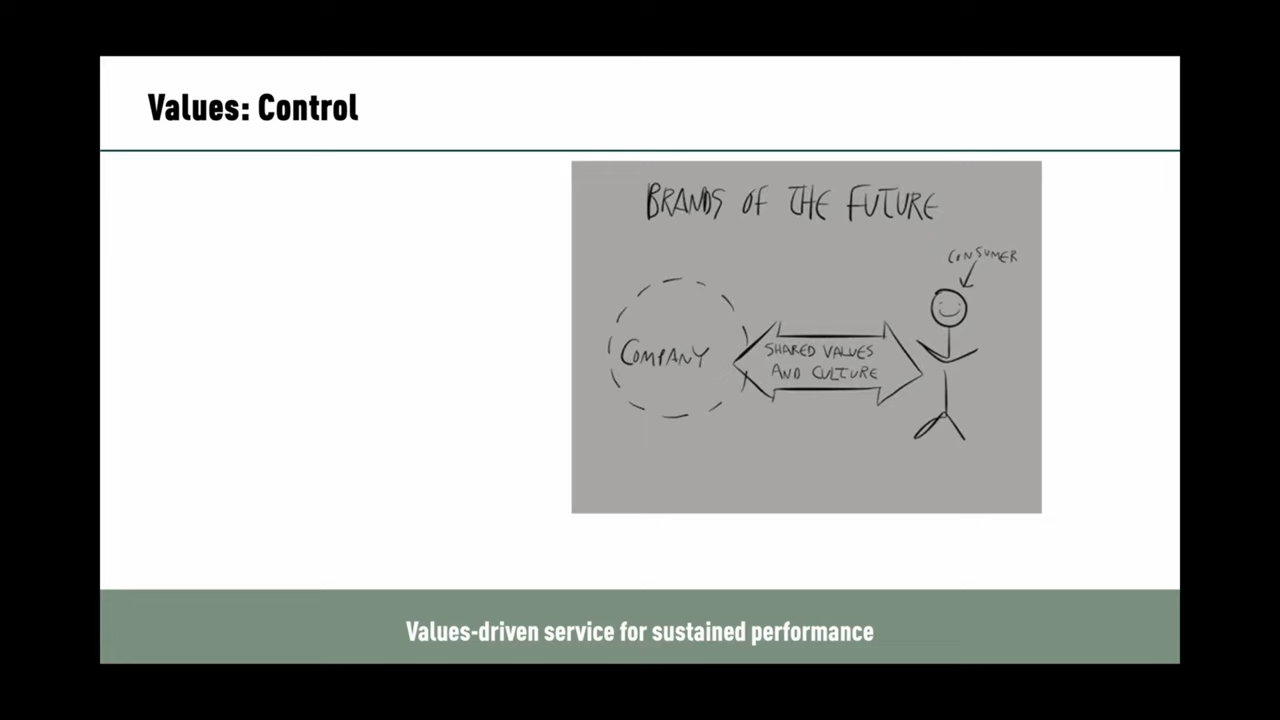 Values: Control
BRANDS OF THE FUTURE
CONSUMER
COMPANY
SHARED VALUES
AND CULTURE
Values-driven service for sustained performance